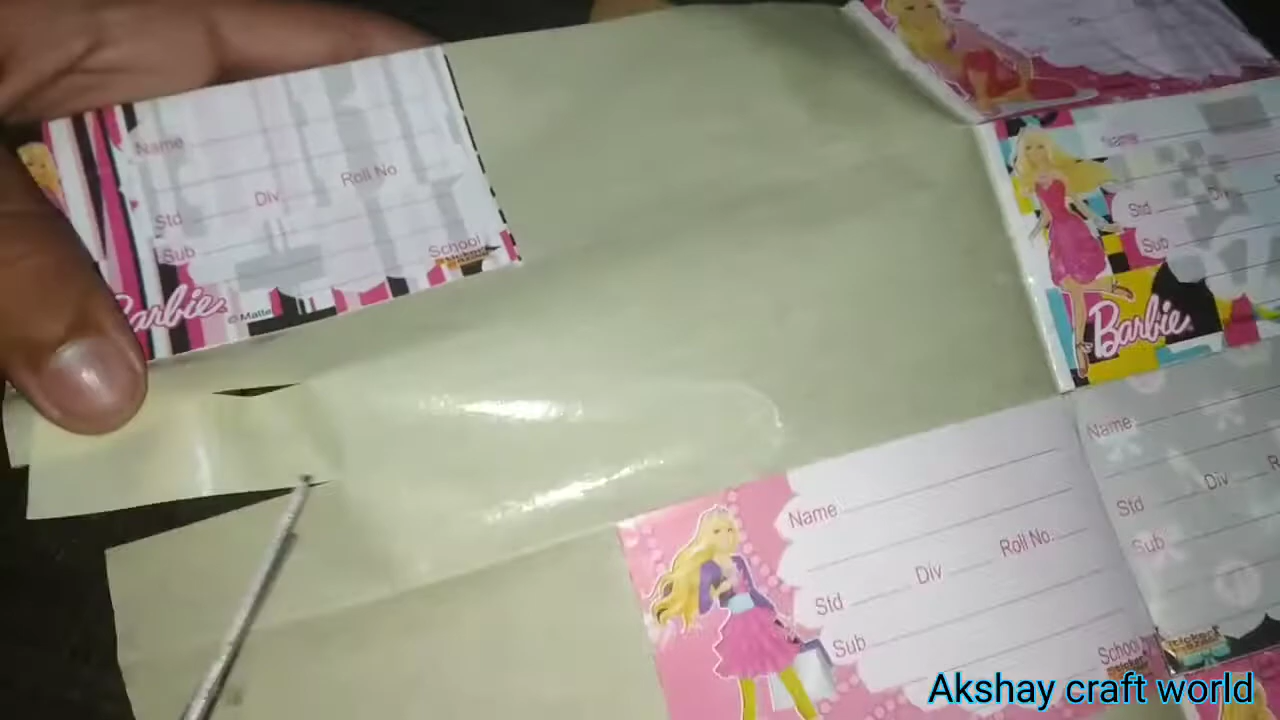 Name
Div
Roll No
Std
Sub
School
Barbie
© Matte
Name
Std
Sub
Barbie
Name
Std
Div
Roll No.
Sub
School
Name
Std
Div
Sub
Akshay craft world